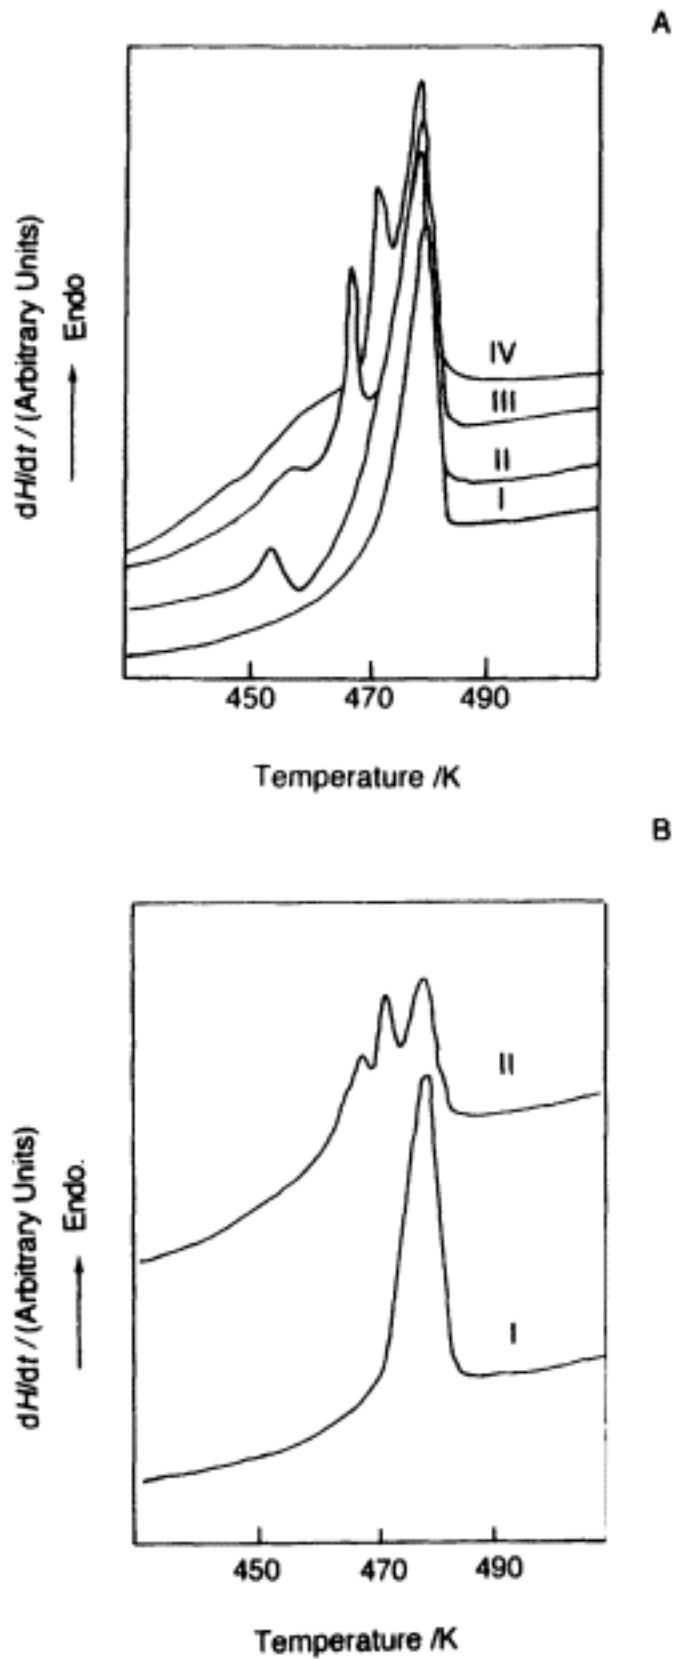 A
dH/dt / (Arbitrary Units)
Endo
IV
III
II
I
450 470 490
Temperature /K
B
dH/dt / (Arbitrary Units)
Endo.
II
I
450 470 490
Temperature /K